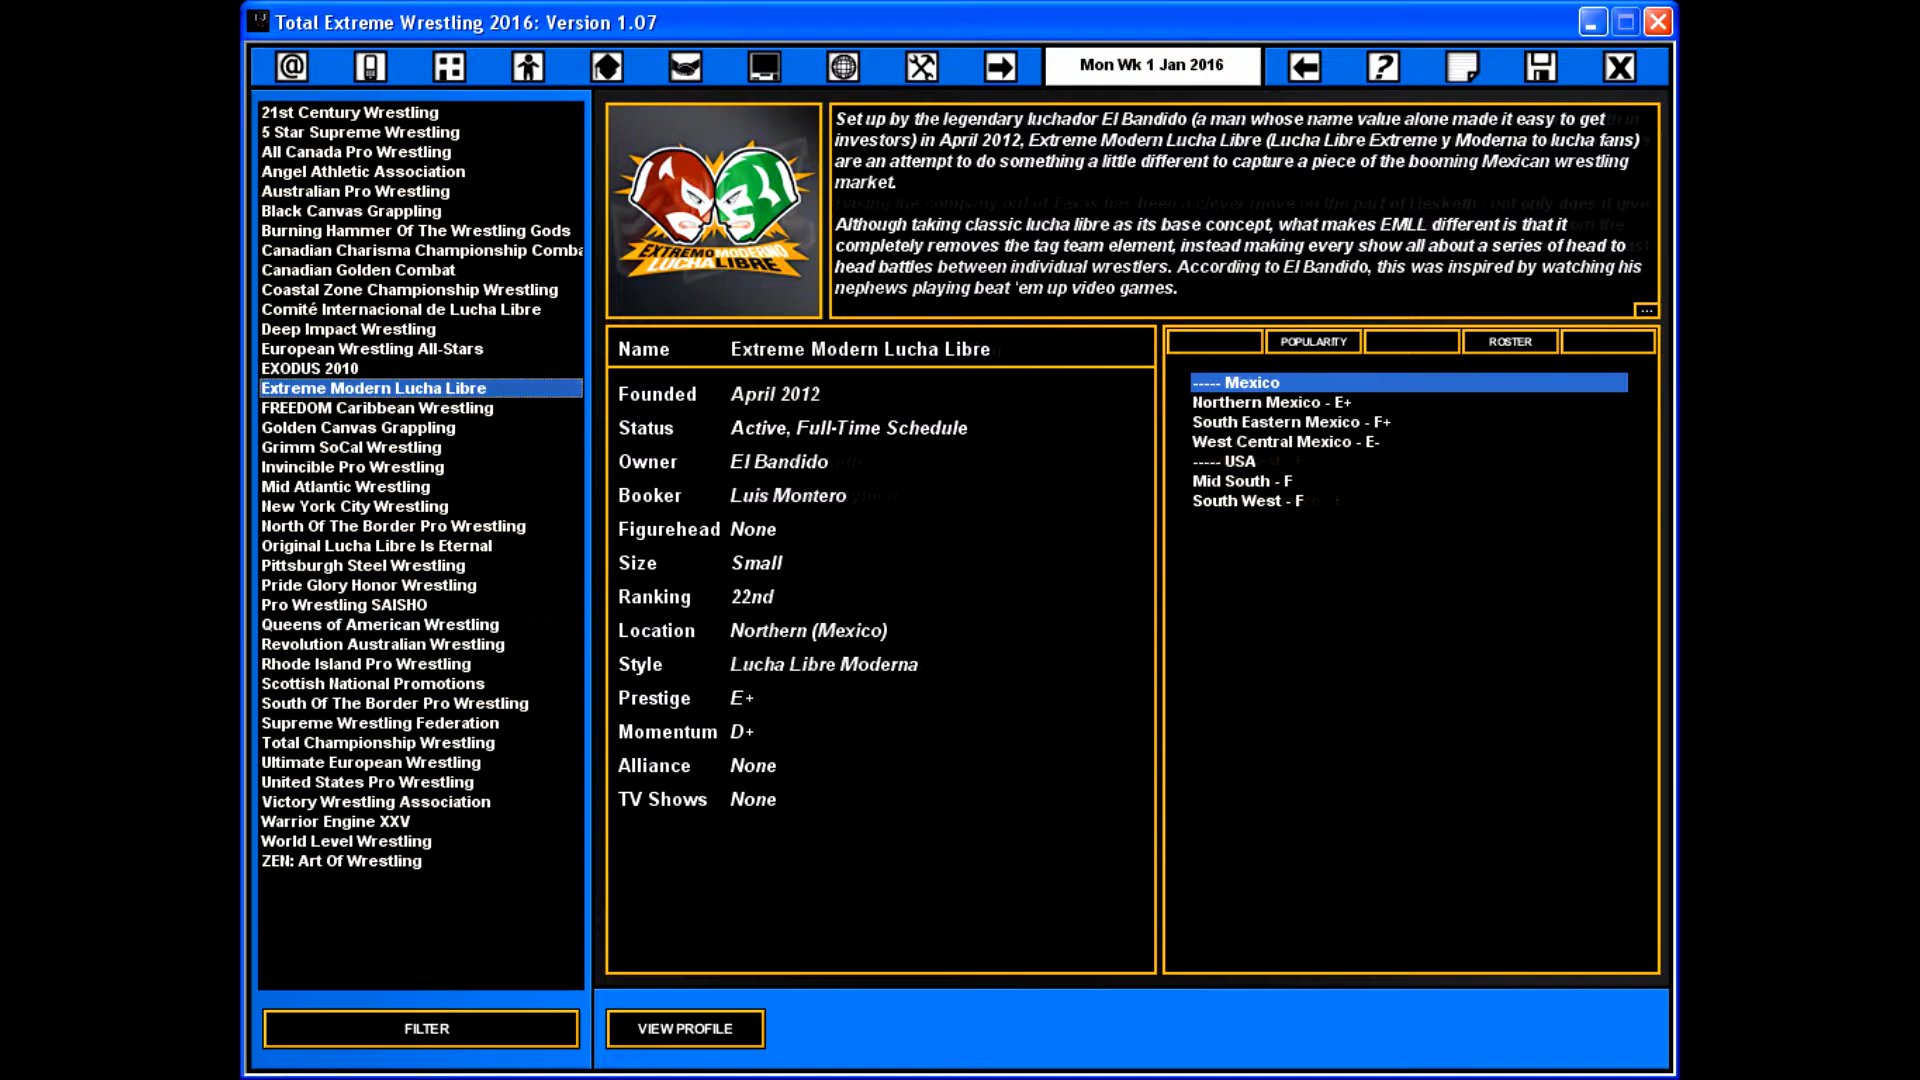 Total Extreme Wrestling 2016: Version 1.07
Mon Wk 1 Jan 2016
21st Century Wrestling
5 Star Supreme Wrestling
All Canada Pro Wrestling
Angel Athletic Association
Australian Pro Wrestling
Black Canvas Grappling
Burning Hammer Of The Wrestling Gods
Canadian Charisma Championship Comba
Canadian Golden Combat
Coastal Zone Championship Wrestling
Comité Internacional de Lucha Libre
Deep Impact Wrestling
European Wrestling All-Stars
EXODUS 2010
Extreme Modern Lucha Libre
FREEDOM Caribbean Wrestling
Golden Canvas Grappling
Grimm SoCal Wrestling
Invincible Pro Wrestling
Mid Atlantic Wrestling
New York City Wrestling
North Of The Border Pro Wrestling
Original Lucha Libre Is Eternal
Pittsburgh Steel Wrestling
Pride Glory Honor Wrestling
Pro Wrestling SAISHO
Queens of American Wrestling
Revolution Australian Wrestling
Rhode Island Pro Wrestling
Scottish National Promotions
South Of The Border Pro Wrestling
Supreme Wrestling Federation
Total Championship Wrestling
Ultimate European Wrestling
United States Pro Wrestling
Victory Wrestling Association
Warrior Engine XXV
World Level Wrestling
ZEN: Art Of Wrestling
FILTER
EXTREMO MODERNO
LUCHA LIBRE
Set up by the legendary luchador El Bandido (a man whose name value alone made it easy to get
investors) in April 2012, Extreme Modern Lucha Libre (Lucha Libre Extreme y Moderna to lucha fans)
are an attempt to do something a little different to capture a piece of the booming Mexican wrestling
market.
Although taking classic lucha libre as its base concept, what makes EMLL different is that it
completely removes the tag team element, instead making every show all about a series of head to
head battles between individual wrestlers. According to El Bandido, this was inspired by watching his
nephews playing beat 'em up video games.
...
Name Extreme Modern Lucha Libre
Founded April 2012
Status Active, Full-Time Schedule
Owner El Bandido
Booker Luis Montero
Figurehead None
Size Small
Ranking 22nd
Location Northern (Mexico)
Style Lucha Libre Moderna
Prestige E+
Momentum D+
Alliance None
TV Shows None
POPULARITY ROSTER
----- Mexico
Northern Mexico - E+
South Eastern Mexico - F+
West Central Mexico - E-
----- USA
Mid South - F
South West - F
VIEW PROFILE